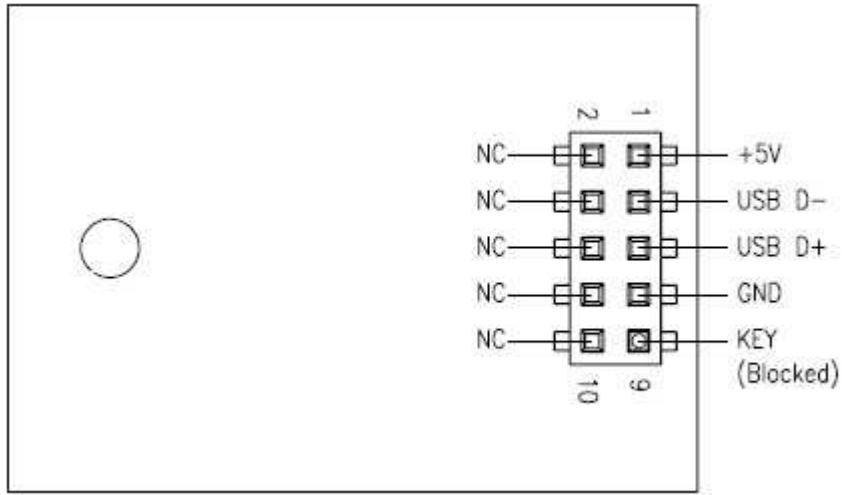 2 1
NC +5V
NC USB D-
NC USB D+
NC GND
NC KEY
(Blocked)
10 9